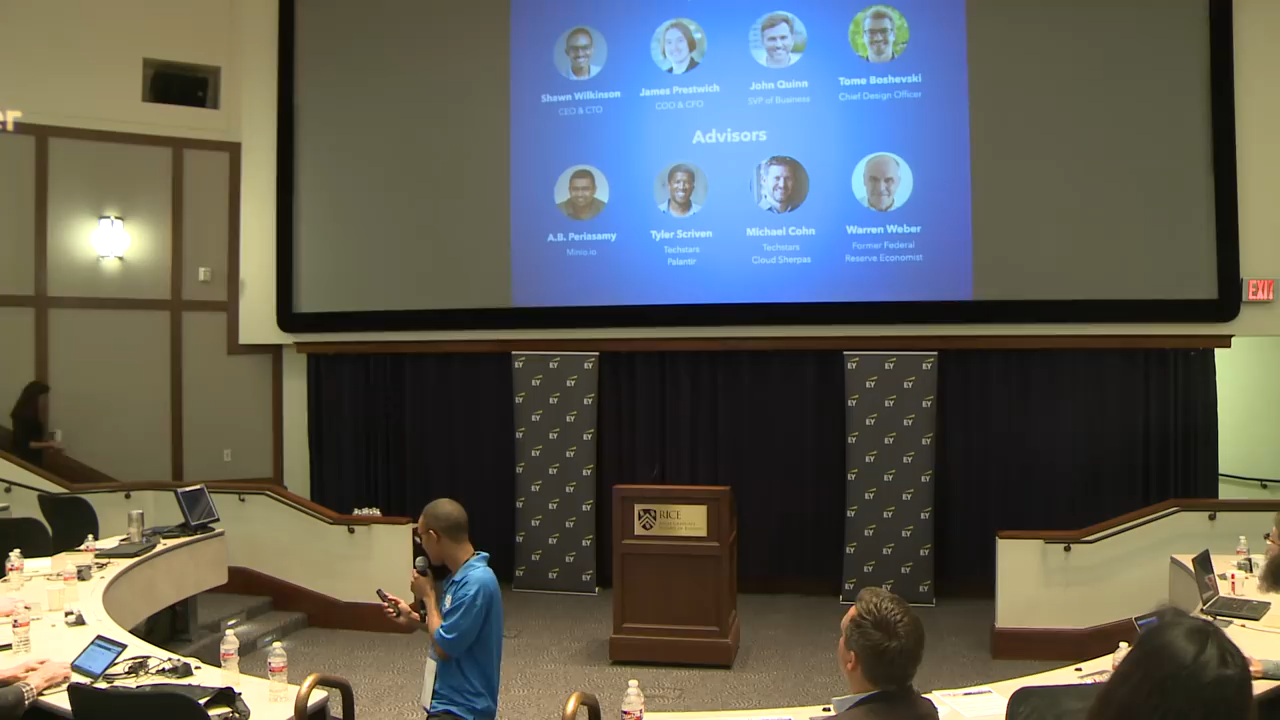 er
Shawn Wilkinson
CEO & CTO
James Prestwich
COO & CFO
John Quinn
SVP of Business
Tome Boshevski
Chief Design Officer
Advisors
A.B. Periasamy
Minio.io
Tyler Scriven
Techstars
Palantir
Michael Cohn
Techstars
Cloud Sherpas
Warren Weber
Former Federal
Reserve Economist
EXIT
EY
EY
RICE